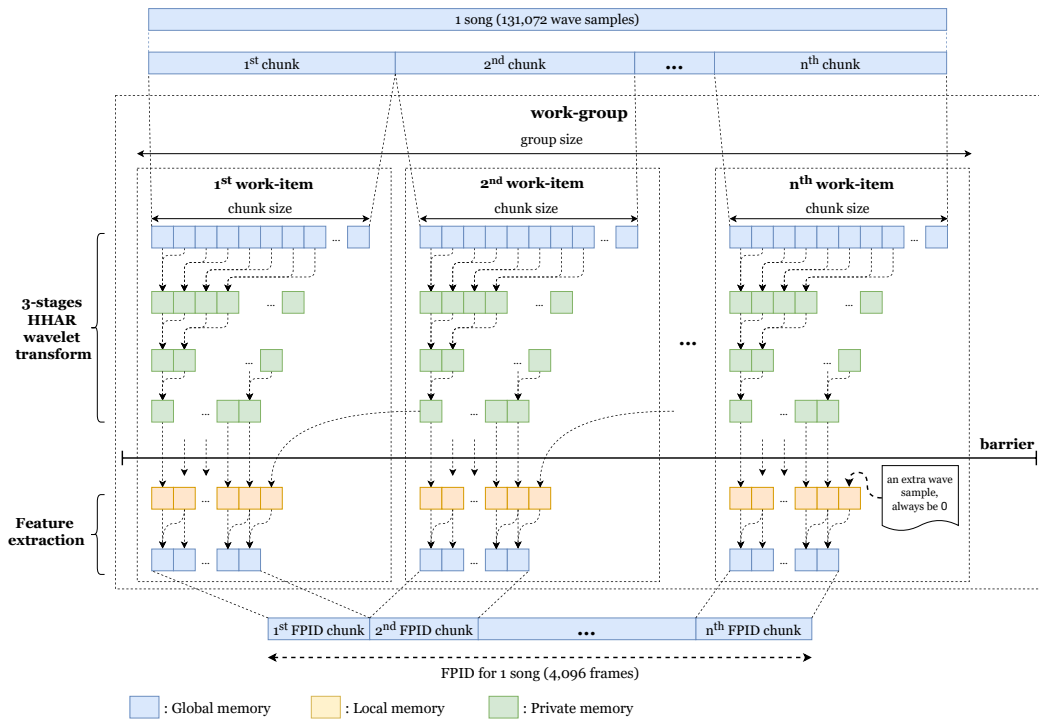 1 song (131,072 wave samples)
1st chunk
2nd chunk
...
nth chunk
work-group
group size
1st work-item
2nd work-item
nth work-item
chunk size
chunk size
chunk size
...
...
...
3-stages
HHAR
wavelet
transform
...
...
...
...
...
...
...
...
...
...
barrier
an extra wave
sample,
always be 0
Feature
extraction
...
...
...
...
...
...
1st FPID chunk
2nd FPID chunk
...
nth FPID chunk
FPID for 1 song (4,096 frames)
: Global memory
: Local memory
: Private memory